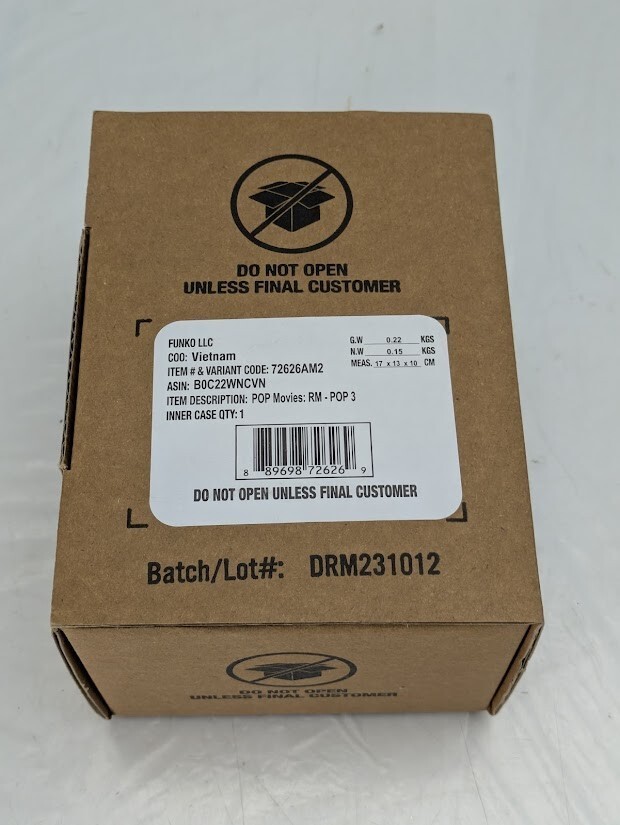 DO NOT OPEN
UNLESS FINAL CUSTOMER
FUNKO LLC
COO: Vietnam
ITEM # & VARIANT CODE: 72626AM2
ASIN: B0C22WNCVN
ITEM DESCRIPTION: POP Movies: RM - POP 3
INNER CASE QTY: 1
G.W 0.22 KGS
N.W 0.15 KGS
MEAS. 17 x 13 x 10 CM
8 89698 72626 9
DO NOT OPEN UNLESS FINAL CUSTOMER
Batch/Lot#: DRM231012
DO NOT OPEN
UNLESS FINAL CUSTOMER